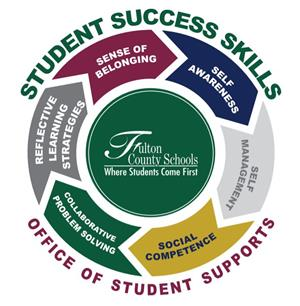 STUDENT SUCCESS SKILLS
SENSE OF
BELONGING
SELF
AWARENESS
SELF
MANAGEMENT
SOCIAL
COMPETENCE
COLLABORATIVE
PROBLEM SOLVING
REFLECTIVE
LEARNING
STRATEGIES
Fulton
County Schools
Where Students Come First
OFFICE OF STUDENT SUPPORTS